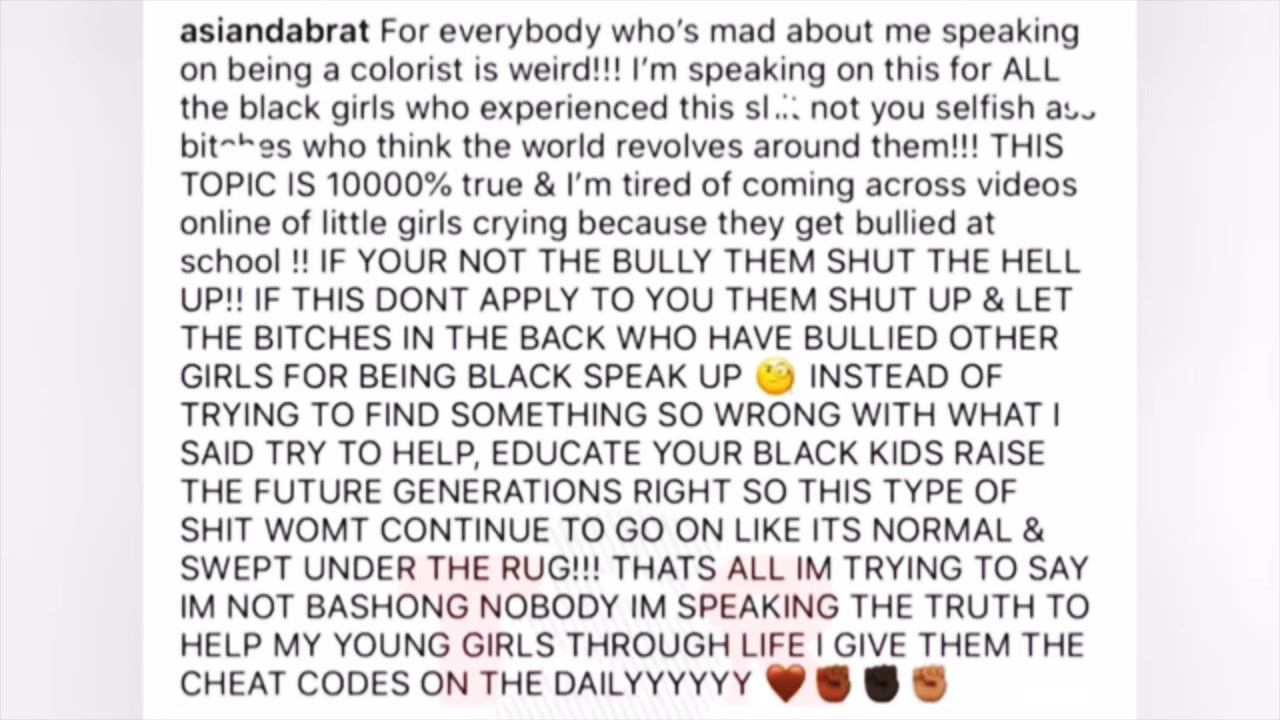 asiandabrat For everybody who's mad about me speaking
on being a colorist is weird!!! I'm speaking on this for ALL
the black girls who experienced this not you selfish
who think the world revolves around them!!! THIS
TOPIC IS 10000% true & I'm tired of coming across videos
online of little girls crying because they get bullied at
school !! IF YOUR NOT THE BULLY THEM SHUT THE HELL
UP!! IF THIS DONT APPLY TO YOU THEM SHUT UP & LET
THE BITCHES IN THE BACK WHO HAVE BULLIED OTHER
GIRLS FOR BEING BLACK SPEAK UP 🧐 INSTEAD OF
TRYING TO FIND SOMETHING SO WRONG WITH WHAT I
SAID TRY TO HELP, EDUCATE YOUR BLACK KIDS RAISE
THE FUTURE GENERATIONS RIGHT SO THIS TYPE OF
SHIT WOMT CONTINUE TO GO ON LIKE ITS NORMAL &
SWEPT UNDER THE RUG!!! THATS ALL IM TRYING TO SAY
IM NOT BASHONG NOBODY IM SPEAKING THE TRUTH TO
HELP MY YOUNG GIRLS THROUGH LIFE I GIVE THEM THE
CHEAT CODES ON THE DAILYYYYYY ❤️✊🏾✊🏿✊🏽